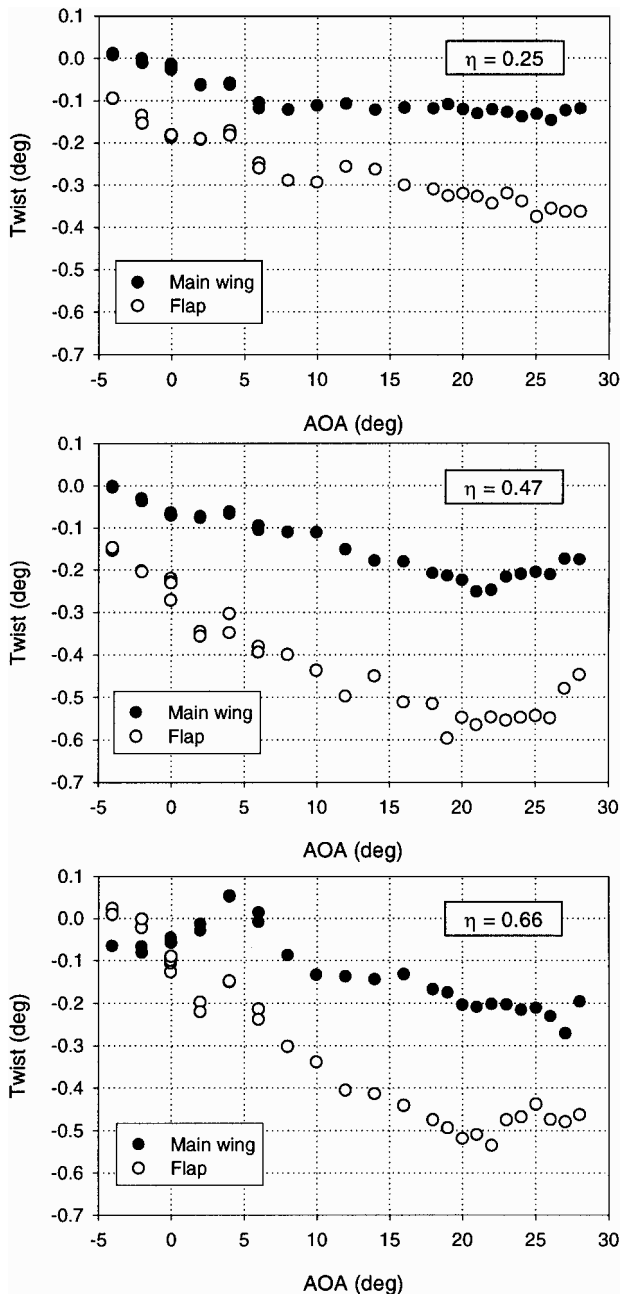 0.1
0.0
-0.1
-0.2
-0.3
-0.4
-0.5
-0.6
-0.7
Twist (deg)
η = 0.25
Main wing
Flap
-5 0 5 10 15 20 25 30
AOA (deg)
0.1
0.0
-0.1
-0.2
-0.3
-0.4
-0.5
-0.6
-0.7
Twist (deg)
η = 0.47
Main wing
Flap
-5 0 5 10 15 20 25 30
AOA (deg)
0.1
0.0
-0.1
-0.2
-0.3
-0.4
-0.5
-0.6
-0.7
Twist (deg)
η = 0.66
Main wing
Flap
-5 0 5 10 15 20 25 30
AOA (deg)